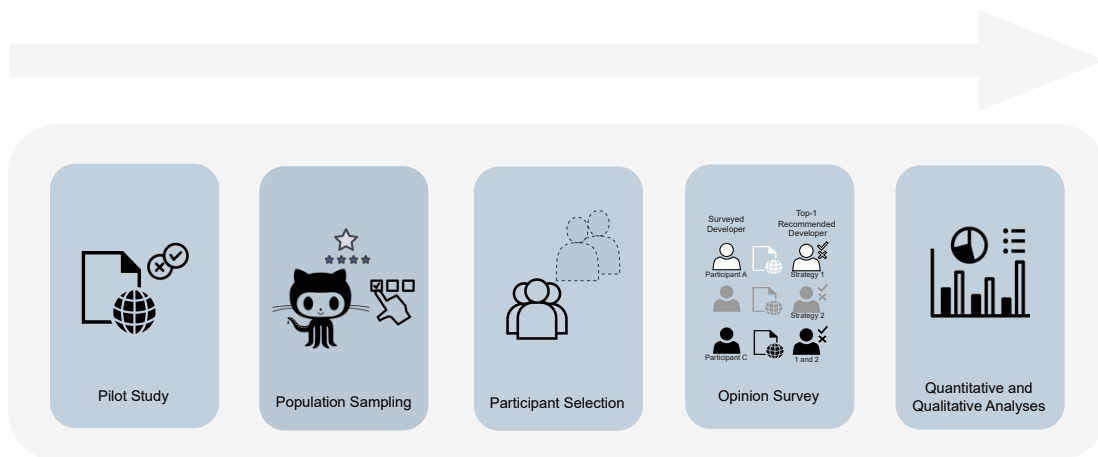 Pilot Study
Population Sampling
Participant Selection
Surveyed
Developer
Top-1
Recommended
Developer
Participant A
Strategy 1
Strategy 2
Participant C
1 and 2
Opinion Survey
Quantitative and
Qualitative Analyses